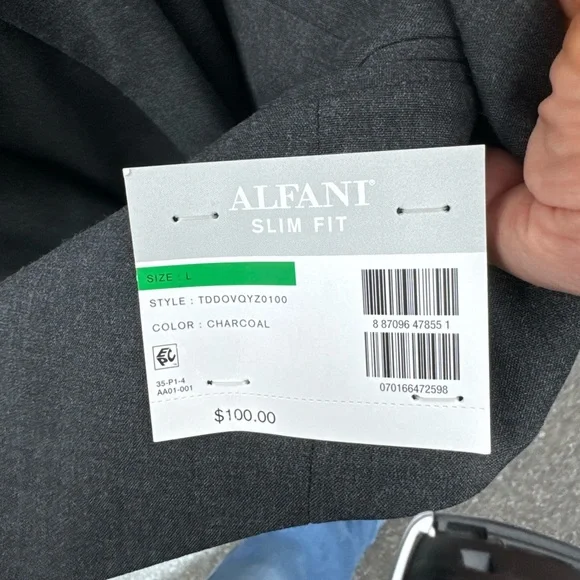 ALFANI®
SLIM FIT
SIZE : L
STYLE : TDDOVQYZ0100
COLOR : CHARCOAL
8 87096 47855 1
EPC
35-P1-4
AA01-001
070166472598
$100.00